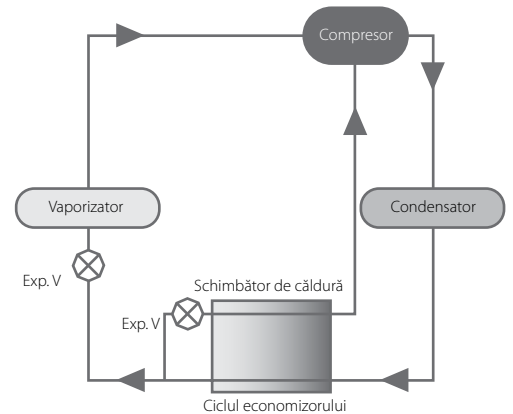 Compresor
Vaporizator
Condensator
Exp. V
Schimbător de căldură
Exp. V
Ciclul economizorului